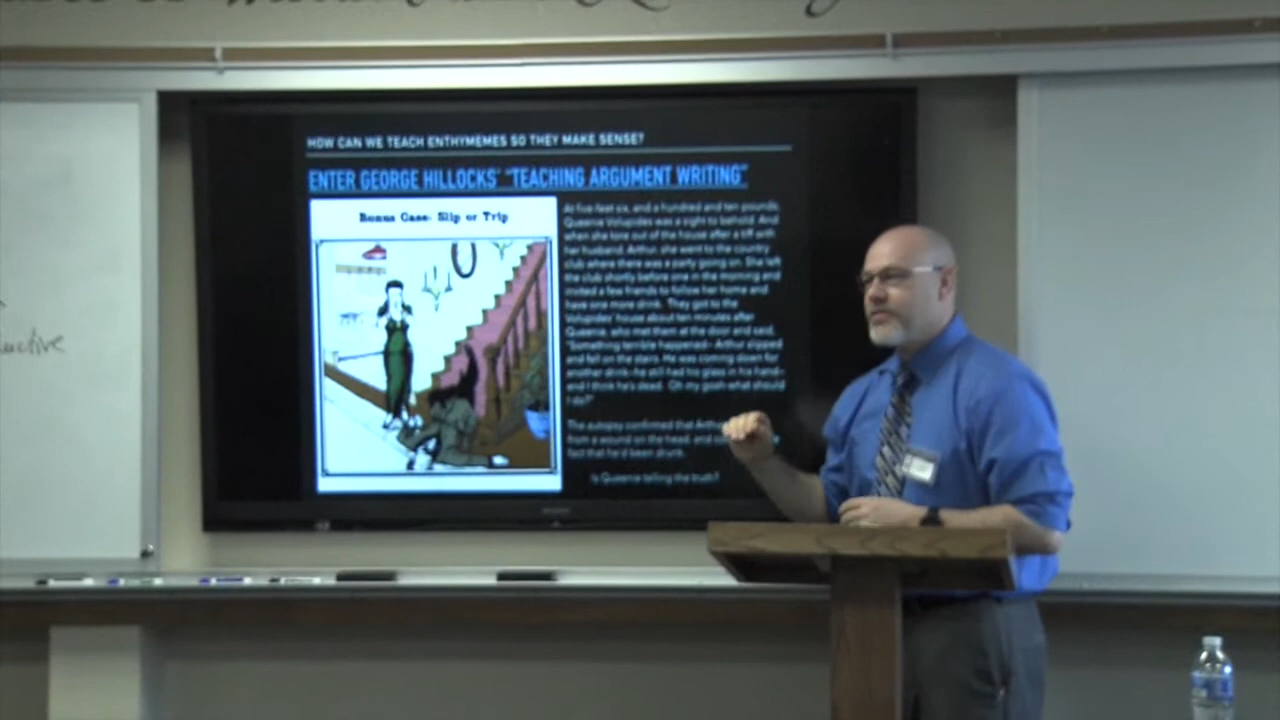 HOW CAN WE TEACH ENTHYMEMES SO THEY MAKE SENSE?
ENTER GEORGE HILLOCKS' "TEACHING ARGUMENT WRITING"
Bonus Case: Slip or Trip
At five-feet six, and a hundred and ten pounds,
Queenie Volupides was a sight to behold. And
when she tore out of the house after a tiff with
her husband, Arthur, she went to the country
club where there was a party going on. She left
the club shortly before one in the morning and
invited a few friends to follow her home and
have one more drink. They got to the
Volupides' house about ten minutes after
Queenie, who met them at the door and said,
"Something terrible happened. Arthur slipped
and fell on the stairs. He was coming down for
another drink-he still had his glass in his hand-
and I think he's dead. Oh my gosh-what should
I do?"
The autopsy confirmed that
from a wound on the head, and
fact that he'd been drunk.
Is Queenie telling the truth?